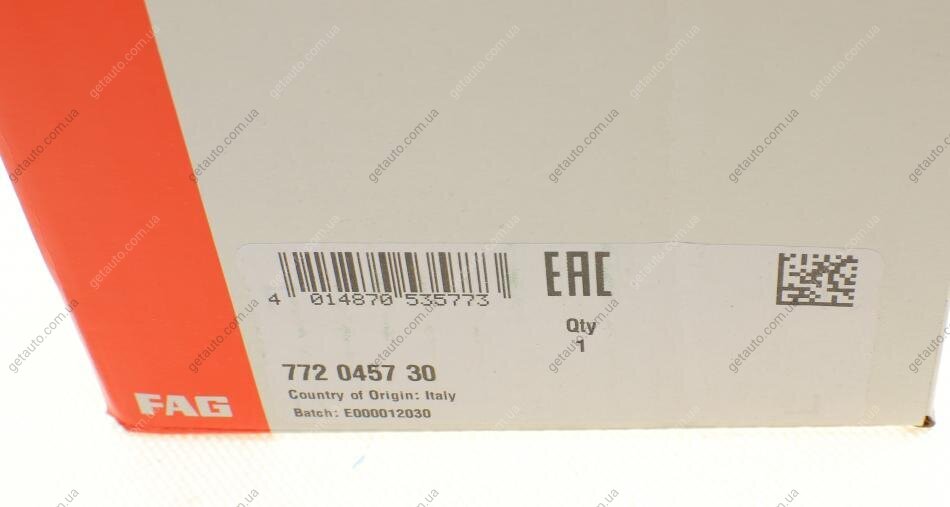 4 014870 535773
EAC
Qty
1
772 0457 30
Country of Origin: Italy
Batch: E000012030
FAG
getauto.com.ua